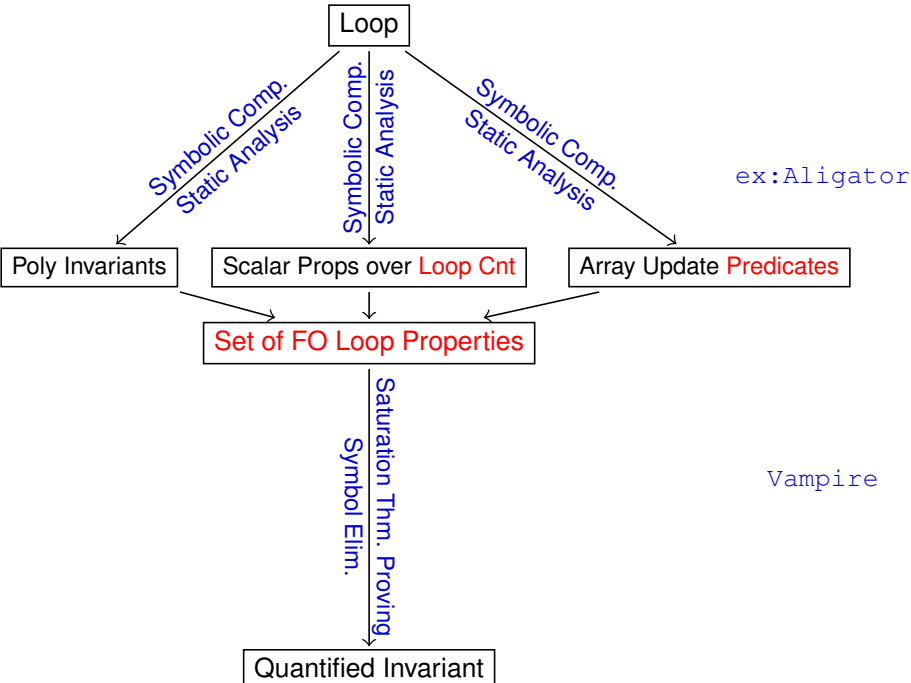 Loop
Symbolic Comp.
Static Analysis
Symbolic Comp.
Static Analysis
Symbolic Comp.
Static Analysis
ex:Aligator
Poly Invariants
Scalar Props over Loop Cnt
Array Update Predicates
Set of FO Loop Properties
Saturation Thm. Proving
Symbol Elim.
Vampire
Quantified Invariant